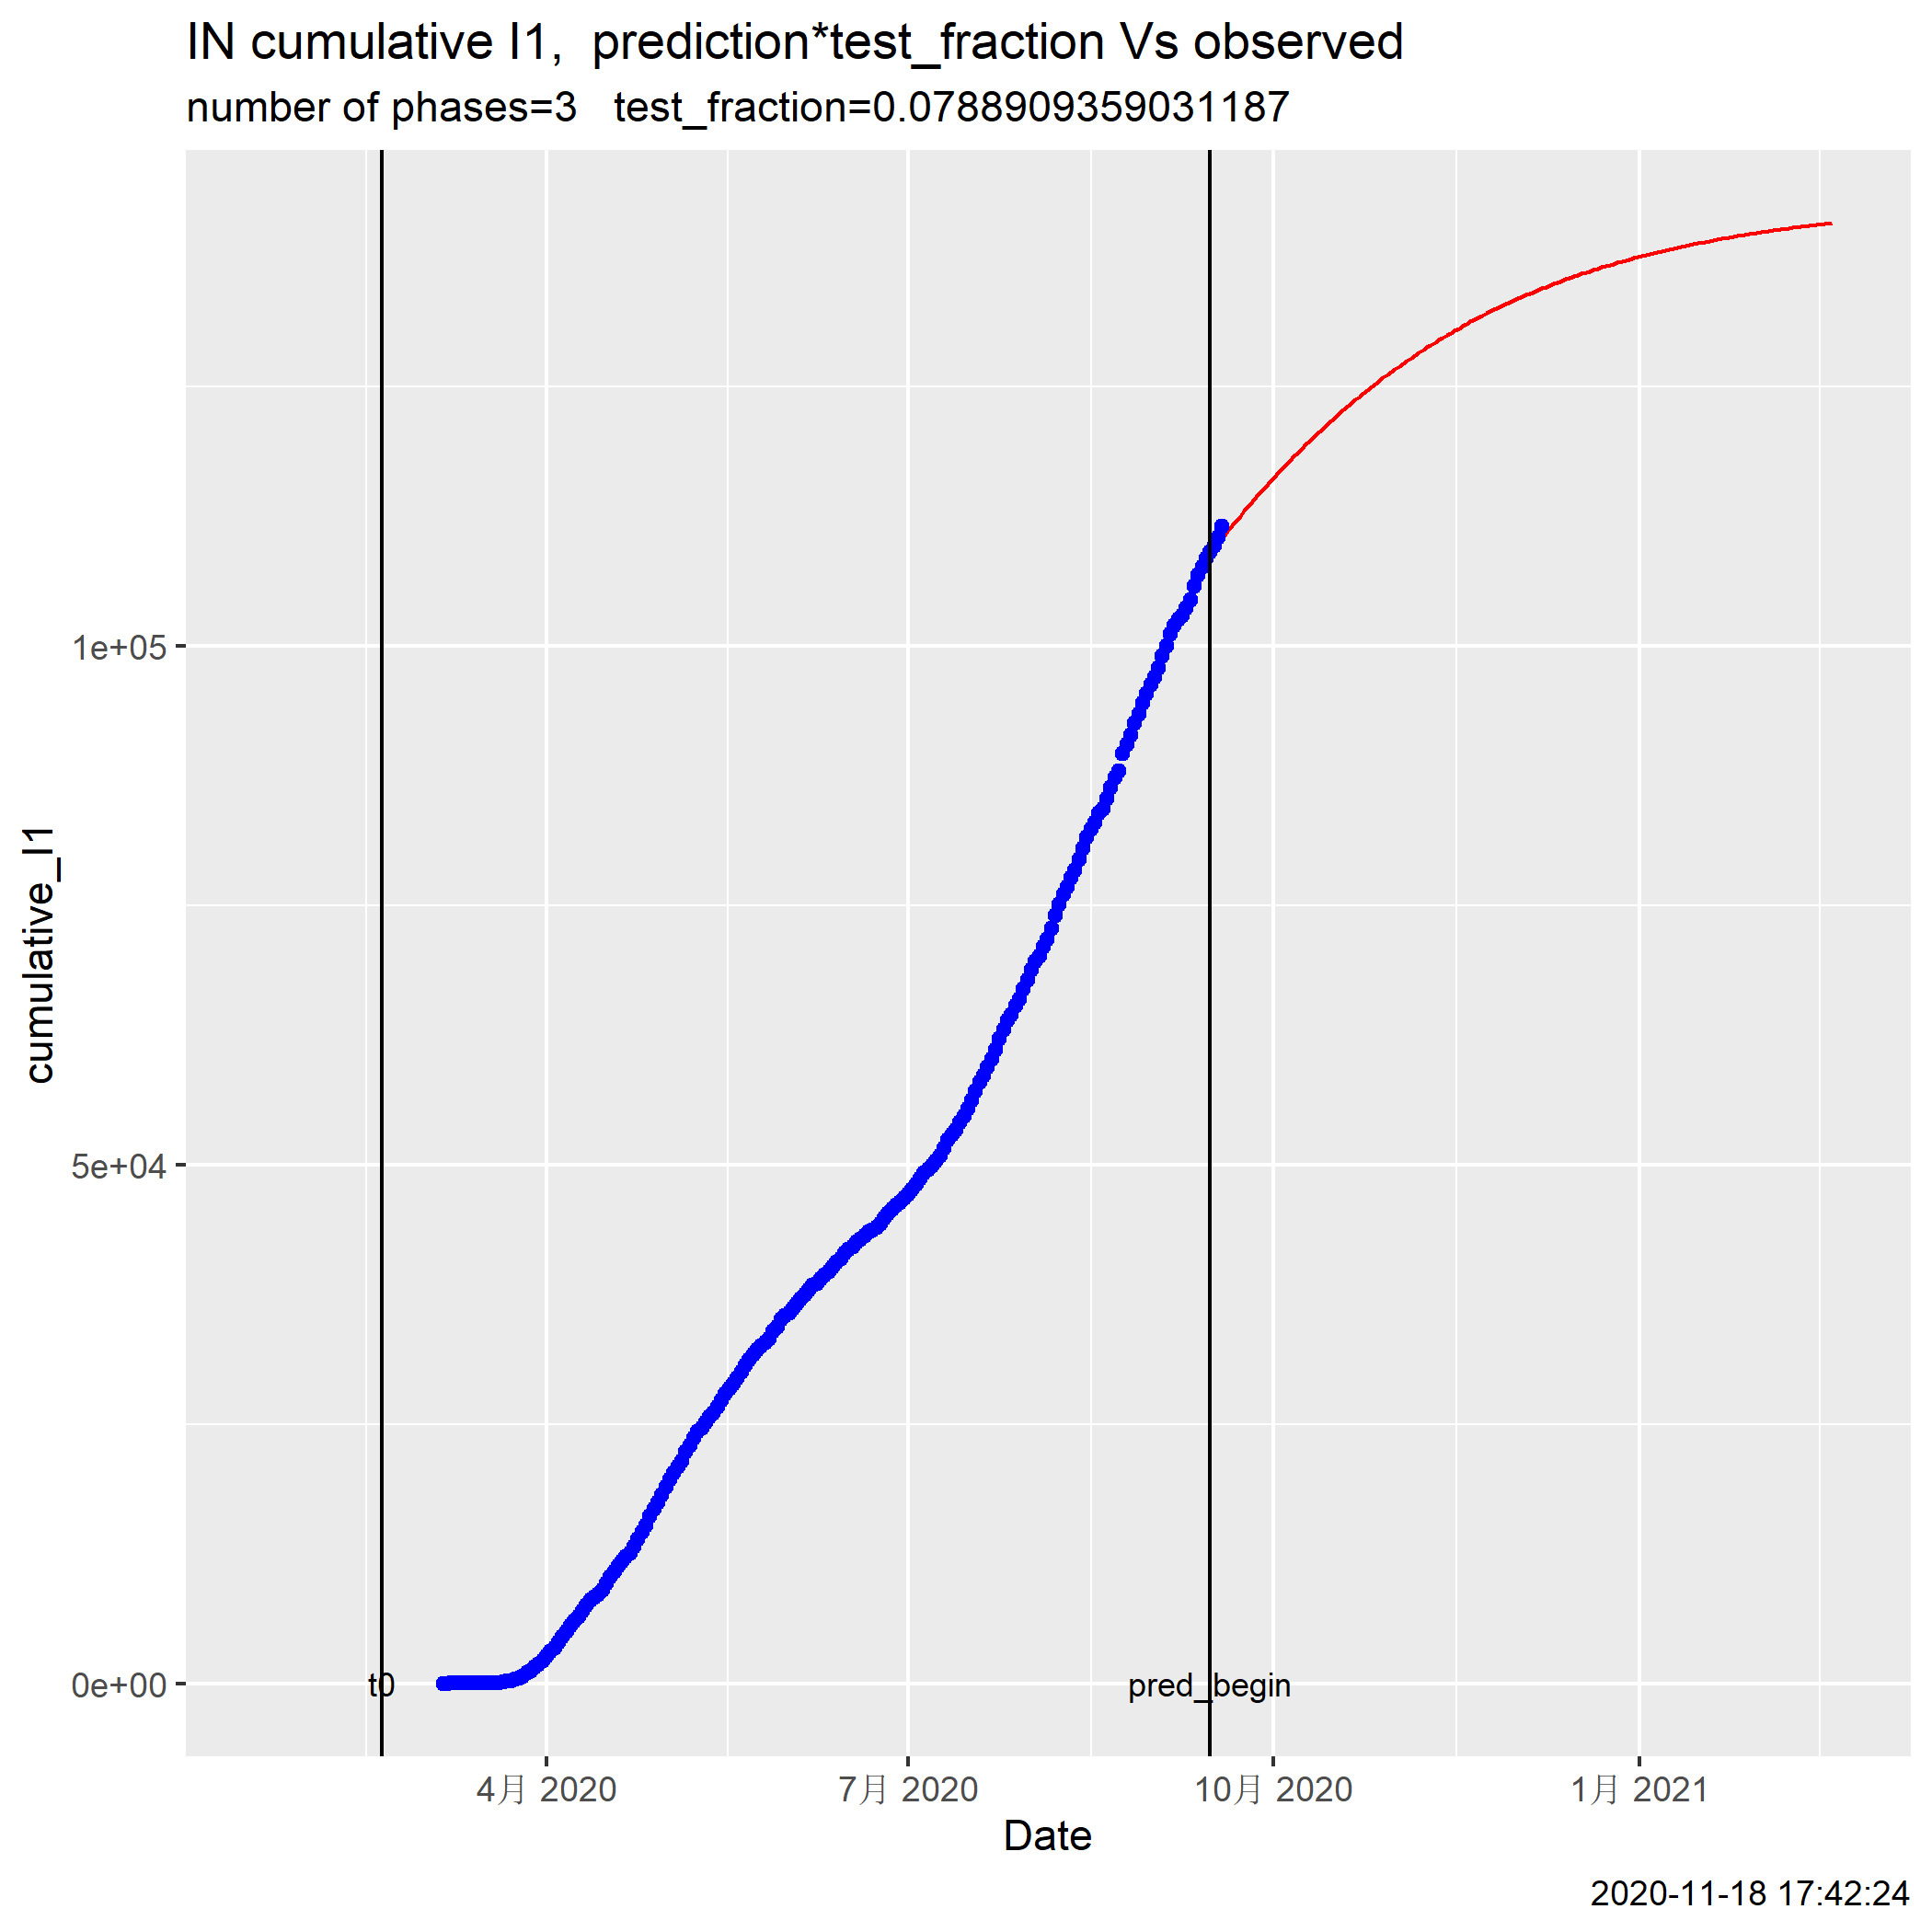 IN cumulative I1,  prediction*test_fraction Vs observed
number of phases=3   test_fraction=0.0788909359031187
cumulative_I1
1e+05
5e+04
0e+00
t0
pred_begin
4月 2020
7月 2020
10月 2020
1月 2021
Date
2020-11-18 17:42:24